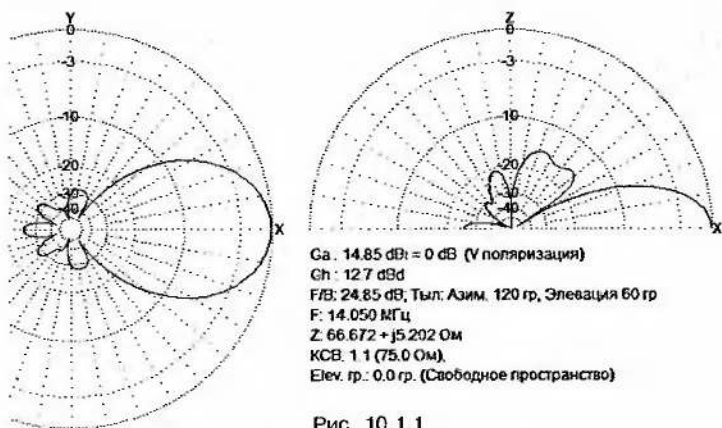 Y
0
-3
-10
-20
-30
-40
X
Z
0
-3
-10
-20
-30
-40
X
Ga : 14.85 dBi = 0 dB (V поляризация)
Gh : 12.7 dBd
F/B: 24.85 dB, Тыл: Азим. 120 гр, Элевация 60 гр
F: 14.050 МГц
Z: 66.672 + j5.202 Ом
КСВ: 1.1 (75.0 Ом),
Elev. гр.: 0.0 гр. (Свободное пространство)
Рис. 10.1.1